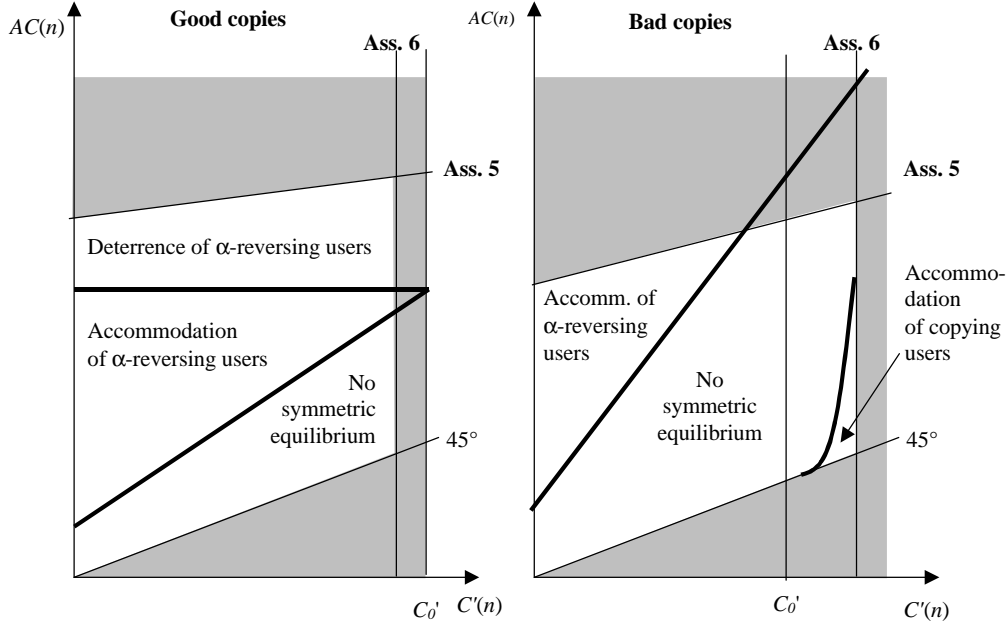 AC(n)
Good copies
Ass. 6
Ass. 5
Deterrence of α-reversing users
Accommodation
of α-reversing users
No
symmetric
equilibrium
45°
C₀'
C'(n)
AC(n)
Bad copies
Ass. 6
Ass. 5
Accomm. of
α-reversing
users
Accommo-
dation
of copying
users
No
symmetric
equilibrium
45°
C₀'
C'(n)